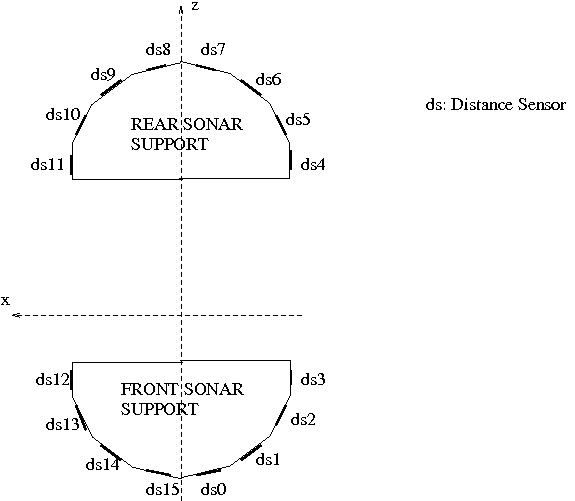 z
ds8
ds7
ds9
ds6
ds: Distance Sensor
ds10
ds5
REAR SONAR
SUPPORT
ds11
ds4
x
ds12
ds3
FRONT SONAR
SUPPORT
ds13
ds2
ds14
ds1
ds15
ds0